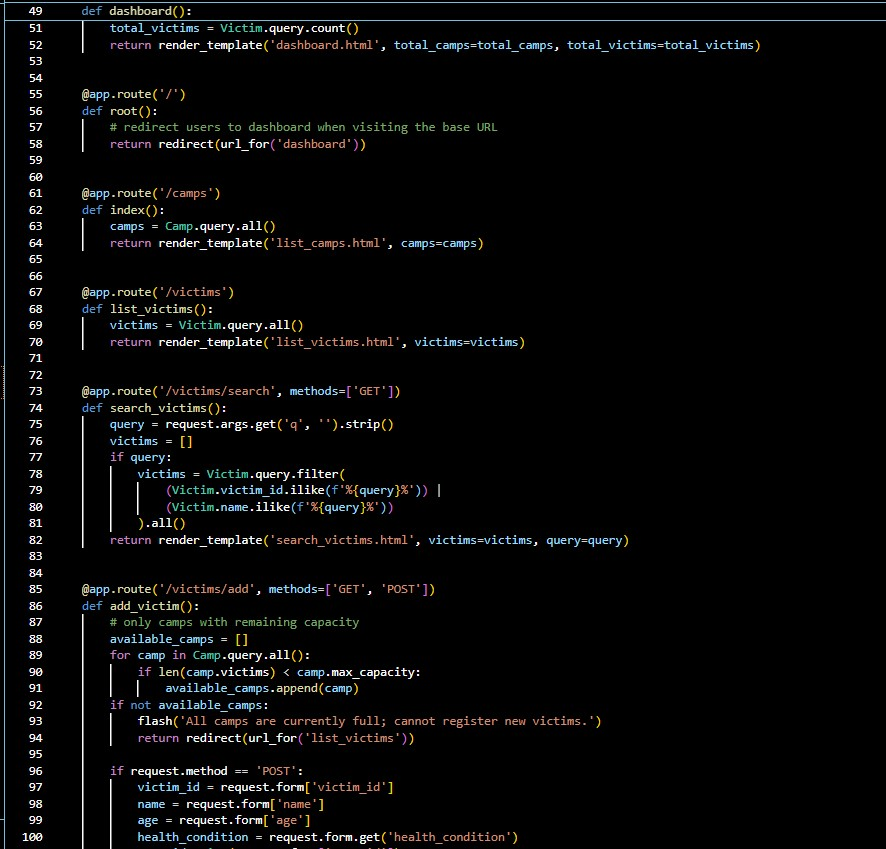 49 def dashboard():
51     total_victims = Victim.query.count()
52     return render_template('dashboard.html', total_camps=total_camps, total_victims=total_victims)
53
54
55 @app.route('/')
56 def root():
57     # redirect users to dashboard when visiting the base URL
58     return redirect(url_for('dashboard'))
59
60
61 @app.route('/camps')
62 def index():
63     camps = Camp.query.all()
64     return render_template('list_camps.html', camps=camps)
65
66
67 @app.route('/victims')
68 def list_victims():
69     victims = Victim.query.all()
70     return render_template('list_victims.html', victims=victims)
71
72
73 @app.route('/victims/search', methods=['GET'])
74 def search_victims():
75     query = request.args.get('q', '').strip()
76     victims = []
77     if query:
78         victims = Victim.query.filter(
79             (Victim.victim_id.ilike(f'%{query}%')) |
80             (Victim.name.ilike(f'%{query}%'))
81         ).all()
82     return render_template('search_victims.html', victims=victims, query=query)
83
84
85 @app.route('/victims/add', methods=['GET', 'POST'])
86 def add_victim():
87     # only camps with remaining capacity
88     available_camps = []
89     for camp in Camp.query.all():
90         if len(camp.victims) < camp.max_capacity:
91             available_camps.append(camp)
92     if not available_camps:
93         flash('All camps are currently full; cannot register new victims.')
94         return redirect(url_for('list_victims'))
95
96     if request.method == 'POST':
97         victim_id = request.form['victim_id']
98         name = request.form['name']
99         age = request.form['age']
100         health_condition = request.form.get('health_condition')